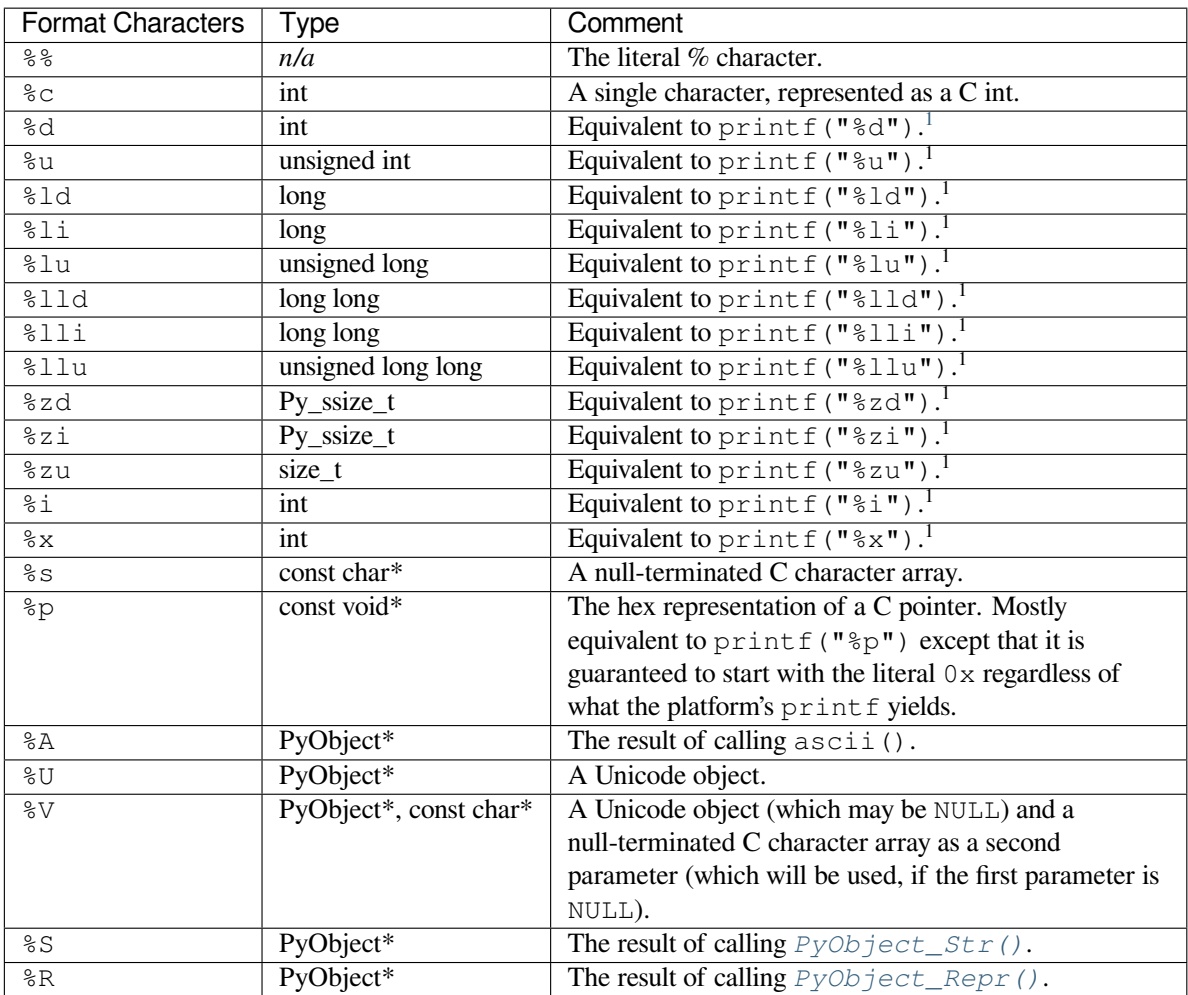 Format Characters Type Comment
%% n/a The literal % character.
%c int A single character, represented as a C int.
%d int Equivalent to printf("%d").1
%u unsigned int Equivalent to printf("%u").1
%ld long Equivalent to printf("%ld").1
%li long Equivalent to printf("%li").1
%lu unsigned long Equivalent to printf("%lu").1
%lld long long Equivalent to printf("%lld").1
%lli long long Equivalent to printf("%lli").1
%llu unsigned long long Equivalent to printf("%llu").1
%zd Py_ssize_t Equivalent to printf("%zd").1
%zi Py_ssize_t Equivalent to printf("%zi").1
%zu size_t Equivalent to printf("%zu").1
%i int Equivalent to printf("%i").1
%x int Equivalent to printf("%x").1
%s const char* A null-terminated C character array.
%p const void* The hex representation of a C pointer. Mostly
equivalent to printf("%p") except that it is
guaranteed to start with the literal 0x regardless of
what the platform's printf yields.
%A PyObject* The result of calling ascii().
%U PyObject* A Unicode object.
%V PyObject*, const char* A Unicode object (which may be NULL) and a
null-terminated C character array as a second
parameter (which will be used, if the first parameter is
NULL).
%S PyObject* The result of calling PyObject_Str().
%R PyObject* The result of calling PyObject_Repr().